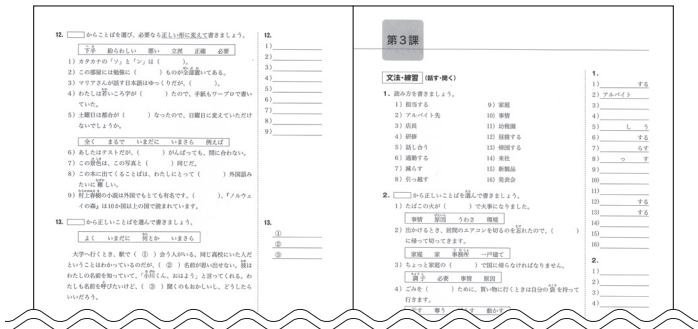 12. からことばを選び、必要なら正しい形に変えて書きましょう。
下手 紛らわしい 悪い 立派 正確 必要
1）カタカナの「ソ」と「ン」は（　　）。
2）この部屋には勉強に（　　）ものが全部置いてある。
3）マリアさんが話す日本語はゆっくりだが、（　　）。
4）わたしは若いころ字が（　　）たので、手紙もワープロで書い
ていた。
5）土曜日は都合が（　　）なったので、日曜日に変えていただけ
ないでしょうか。
全く まるで いまだに いまさら 例えば
6）あしたはテストだが、（　　）がんばっても、間に合わない。
7）この景色は、この写真と（　　）同じだ。
8）この本に出てくることばは、わたしにとって（　　）外国語み
たいに難しい。
9）村上春樹の小説は外国でもとても有名です。（　　）、『ノルウェ
イの森』は10か国以上の国で読まれています。
13. から正しいことばを選んで書きましょう。
よく いまだに 何とか いまさら
大学へ行くとき、駅で（ ① ）会う人がいる。同じ高校にいた人だ
ということはわかっているのだが、（ ② ）名前が思い出せない。彼は
わたしの名前を知っていて、「小川くん、おはよう」と言ってくれる。わ
たしも名前を呼びたいけど、（ ③ ）聞くのもおかしいし、どうしたら
いいだろう。
12.
1）
2）
3）
4）
5）
6）
7）
8）
9）
13.
①
②
③
第3課
文法・練習（話す・聞く）
1. 読み方を書きましょう。
1）担当する 9）家庭
2）アルバイト先 10）事情
3）店長 11）幼稚園
4）研修 12）昼寝する
5）話し合う 13）帰国する
6）通勤する 14）来社
7）減らす 15）新製品
8）引っ越す 16）発表会
2. から正しいことばを選んで書きましょう。
1）たばこの火が（　　）で火事になりました。
事情 原因 うわさ 環境
2）出かけるとき、居間のエアコンを切るのを忘れたので、（　　）
に帰って切ってきます。
家庭 家 事務所 一戸建て
3）ちょっと家庭の（　　）で国に帰らなければなりません。
調子 必要 事情 原因
4）ごみを（　　）ために、買い物に行くときは自分の袋を持って
行きます。
1.
1） する
2）アルバイト
3）
4）
5） し う
6） する
7） らす
8） っ す
9）
10）
11）
12） する
13） する
14）
15）
16）
2.
1）
2）
3）
4）